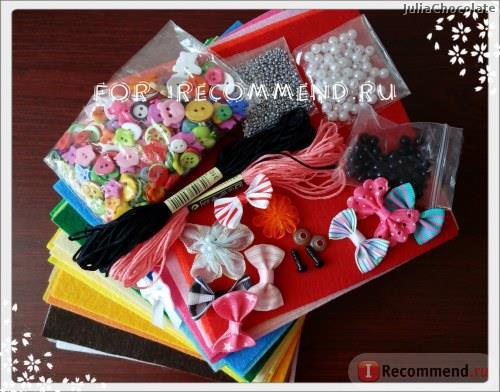 JuliaChocolate
FOR IRECOMMEND.RU
I Recommend.ru